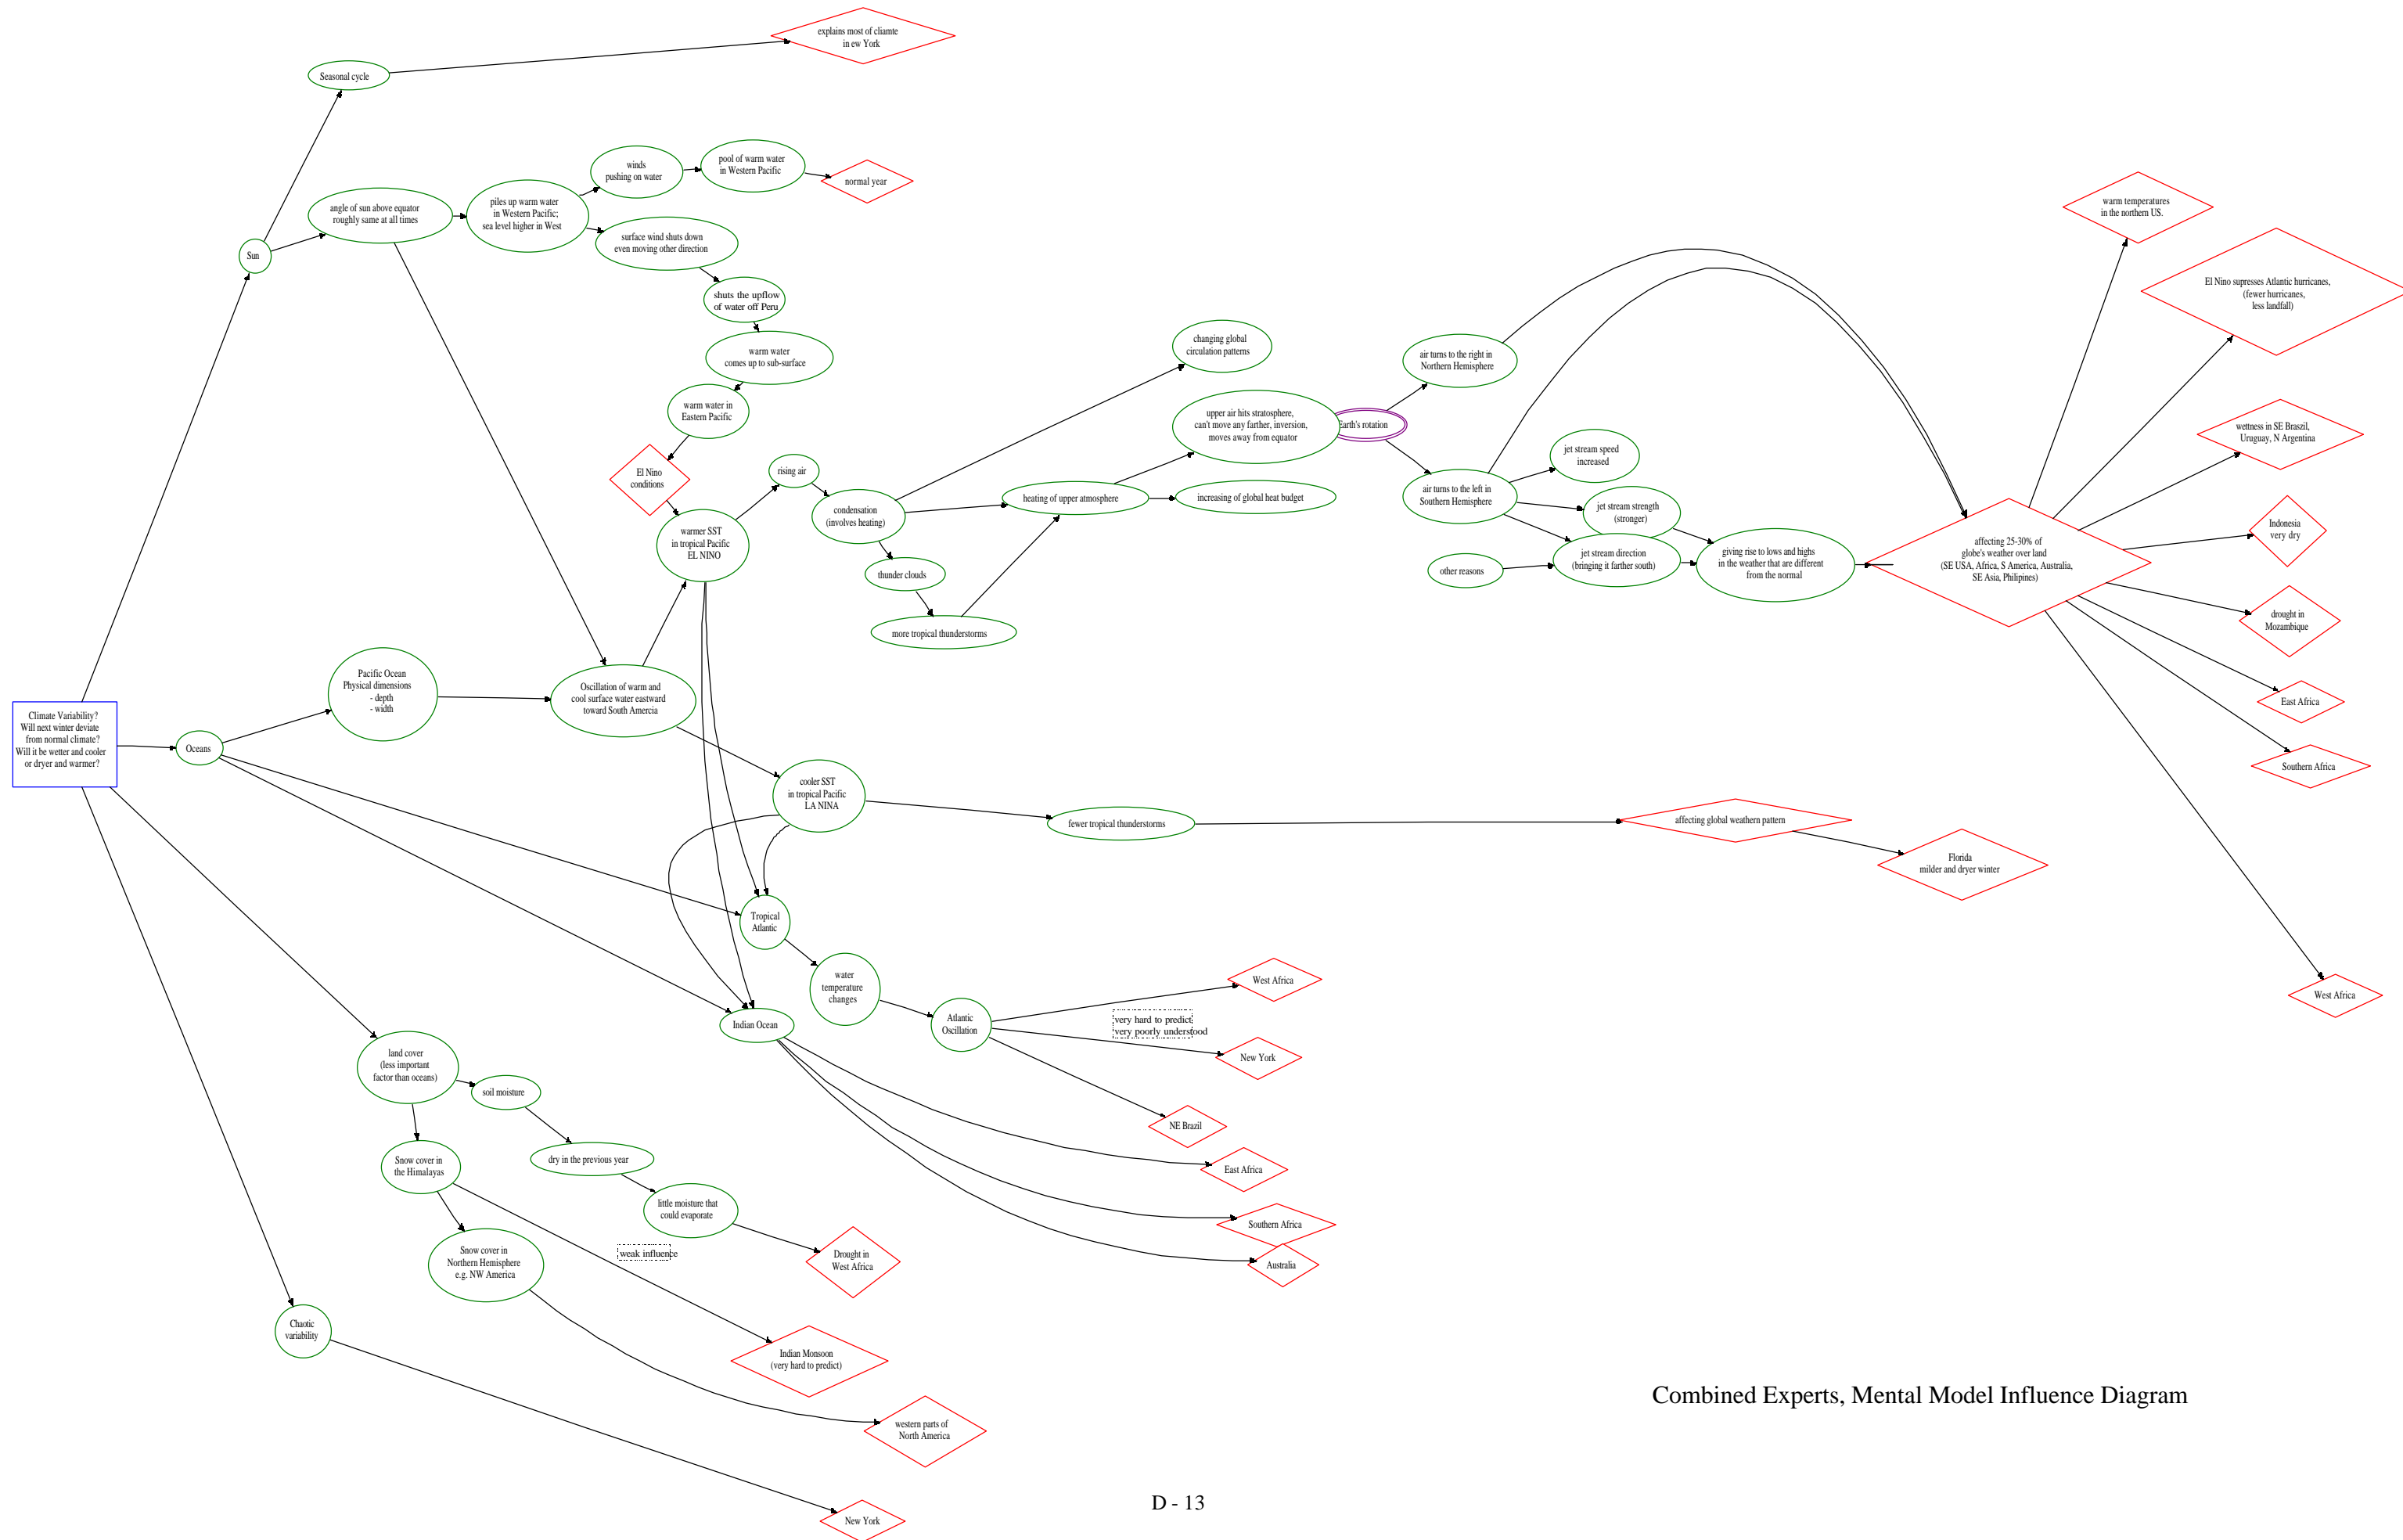 explains most of cliamte
in ew York
Seasonal cycle
winds
pushing on water
pool of warm water
in Western Pacific
normal year
angle of sun above equator
roughly same at all times
piles up warm water
in Western Pacific;
sea level higher in West
surface wind shuts down
even moving other direction
Sun
shuts the upflow
of water off Peru
warm water
comes up to sub-surface
warm water in
Eastern Pacific
El Nino
conditions
warmer SST
in tropical Pacific
EL NINO
rising air
condensation
(involves heating)
thunder clouds
more tropical thunderstorms
changing global
circulation patterns
heating of upper atmosphere
upper air hits stratosphere,
can't move any farther, inversion,
moves away from equator
increasing of global heat budget
Earth's rotation
air turns to the right in
Northern Hemisphere
air turns to the left in
Southern Hemisphere
jet stream speed
increased
jet stream strength
(stronger)
jet stream direction
(bringing it farther south)
other reasons
giving rise to lows and highs
in the weather that are different
from the normal
affecting 25-30% of
globe's weather over land
(SE USA, Africa, S America, Australia,
SE Asia, Philipines)
warm temperatures
in the northern US.
El Nino supresses Atlantic hurricanes,
(fewer hurricanes,
less landfall)
wettness in SE Braszil,
Uruguay, N Argentina
Indonesia
very dry
drought in
Mozambique
East Africa
Southern Africa
West Africa
Climate Variability?
Will next winter deviate
from normal climate?
Will it be wetter and cooler
or dryer and warmer?
Oceans
Pacific Ocean
Physical dimensions
- depth
- width
Oscillation of warm and
cool surface water eastward
toward South Amercia
cooler SST
in tropical Pacific
LA NINA
fewer tropical thunderstorms
affecting global weathern pattern
Florida
milder and dryer winter
Tropical
Atlantic
water
temperature
changes
Atlantic
Oscillation
West Africa
very hard to predict
very poorly understood
New York
NE Brazil
Indian Ocean
East Africa
Southern Africa
Australia
land cover
(less important
factor than oceans)
soil moisture
dry in the previous year
little moisture that
could evaporate
Drought in
West Africa
Snow cover in
the Himalayas
weak influence
Snow cover in
Northern Hemisphere
e.g. NW America
Indian Monsoon
(very hard to predict)
western parts of
North America
Chaotic
variability
New York
Combined Experts, Mental Model Influence Diagram
D - 13